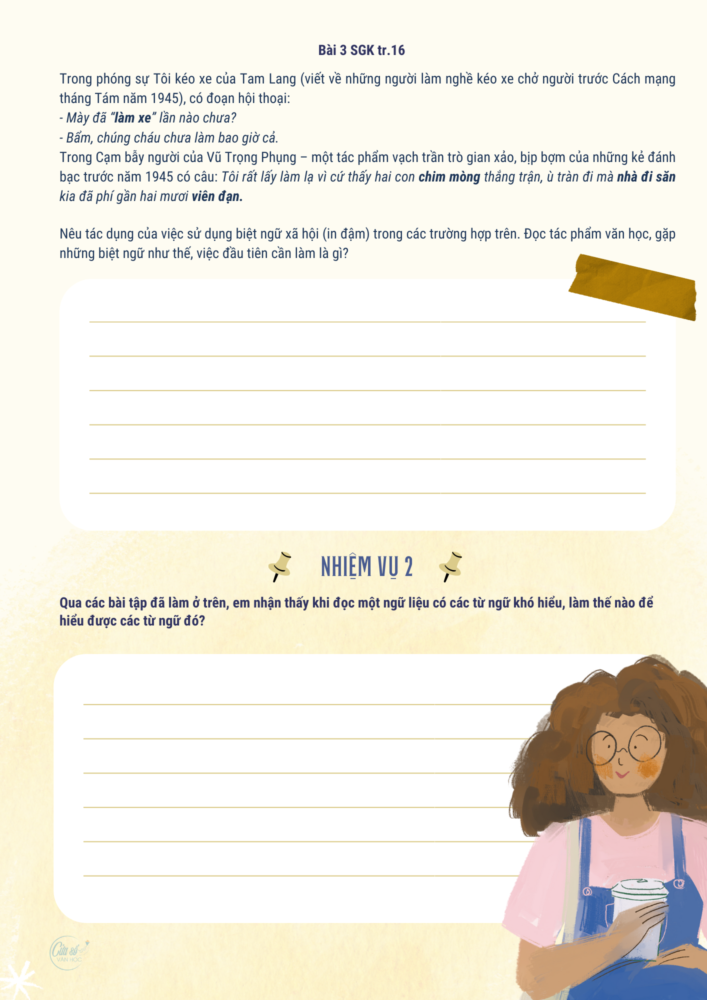 Bài 3 SGK tr.16
Trong phóng sự Tôi kéo xe của Tam Lang (viết về những người làm nghề kéo xe chở người trước Cách mạng
tháng Tám năm 1945), có đoạn hội thoại:
- Mày đã “làm xe” lần nào chưa?
- Bẩm, chúng cháu chưa làm bao giờ cả.
Trong Cạm bẫy người của Vũ Trọng Phụng – một tác phẩm vạch trần trò gian xảo, bịp bợm của những kẻ đánh
bạc trước năm 1945 có câu: Tôi rất lấy làm lạ vì cứ thấy hai con chim mòng thắng trận, ù tràn đi mà nhà đi săn
kia đã phí gần hai mươi viên đạn.
Nêu tác dụng của việc sử dụng biệt ngữ xã hội (in đậm) trong các trường hợp trên. Đọc tác phẩm văn học, gặp
những biệt ngữ như thế, việc đầu tiên cần làm là gì?
NHIỆM VỤ 2
Qua các bài tập đã làm ở trên, em nhận thấy khi đọc một ngữ liệu có các từ ngữ khó hiểu, làm thế nào để
hiểu được các từ ngữ đó?
Cửa sổ
VĂN HỌC